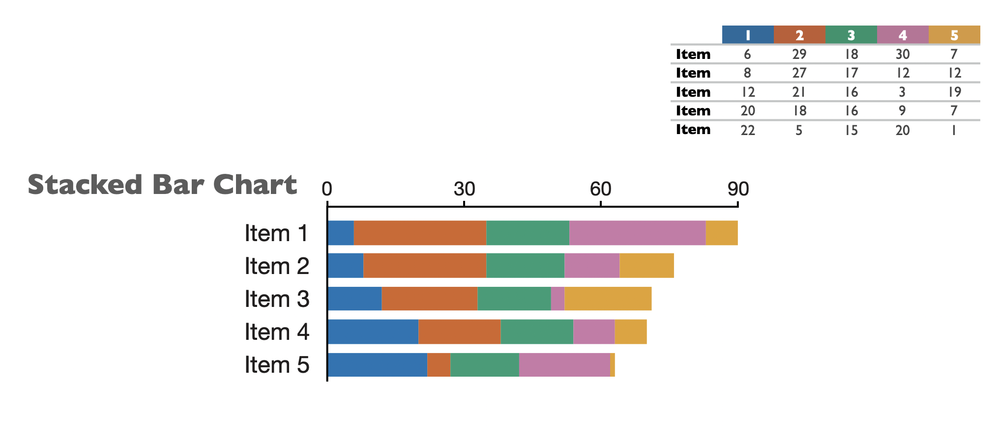 1 2 3 4 5
Item 6 29 18 30 7
Item 8 27 17 12 12
Item 12 21 16 3 19
Item 20 18 16 9 7
Item 22 5 15 20 1
Stacked Bar Chart
0 30 60 90
Item 1
Item 2
Item 3
Item 4
Item 5